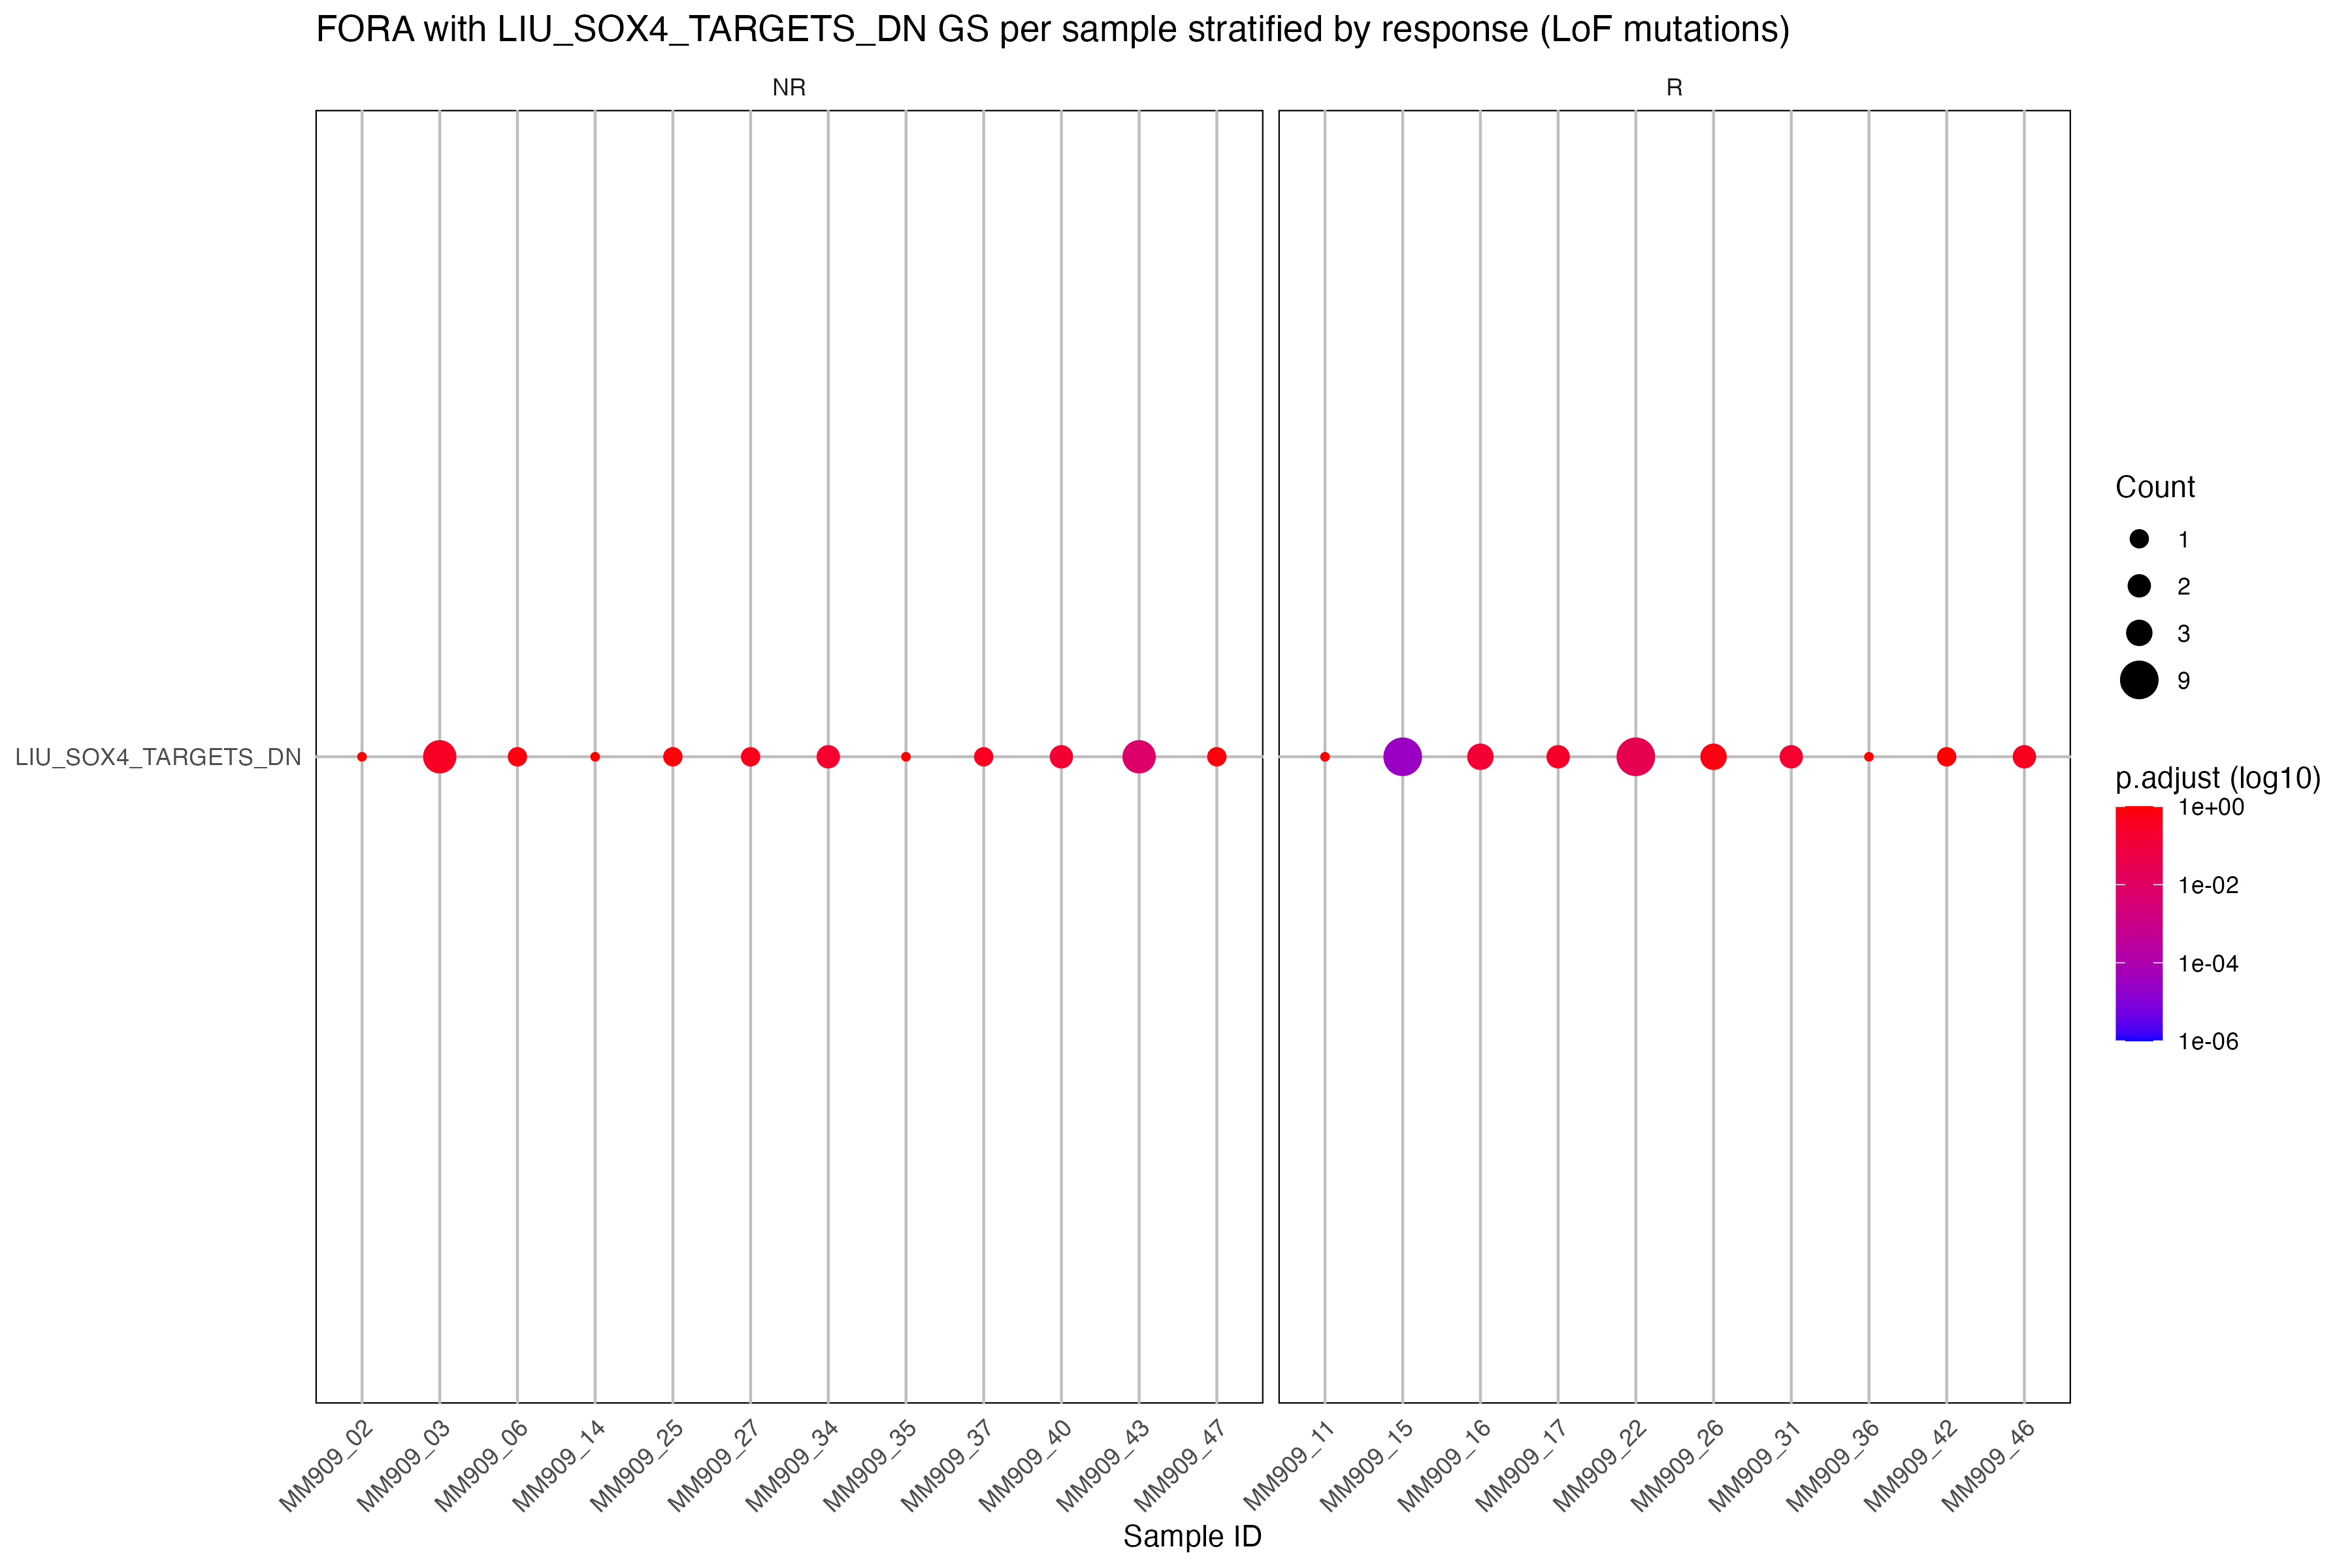 FORA with LIU_SOX4_TARGETS_DN GS per sample stratified by response (LoF mutations)
NR
R
LIU_SOX4_TARGETS_DN
MM909_02
MM909_03
MM909_06
MM909_14
MM909_25
MM909_27
MM909_34
MM909_35
MM909_37
MM909_40
MM909_43
MM909_47
MM909_11
MM909_15
MM909_16
MM909_17
MM909_22
MM909_26
MM909_31
MM909_36
MM909_42
MM909_46
Sample ID
Count
1
2
3
9
p.adjust (log10)
1e+00
1e-02
1e-04
1e-06